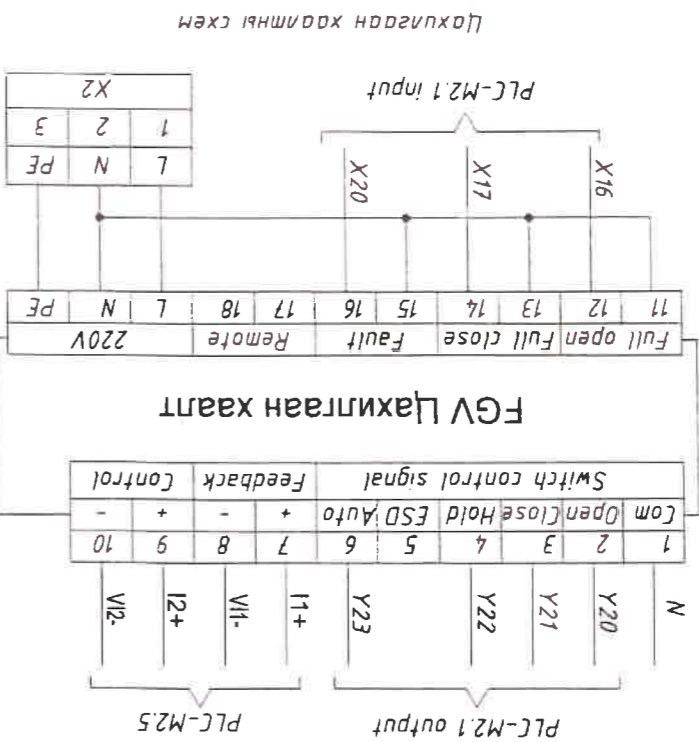 PLC-M2.1 output PLC-M2.5
N Y20 Y21 Y22 Y23 I1+ VI1- I2+ VI2-
1 2 3 4 5 6 7 8 9 10
Com Open Close Hold ESD Auto + - + -
Switch control signal Feedback Control
FGV Цахилгаан хаалт
Full open Full close Fault Remote 220V
11 12 13 14 15 16 17 18 L N PE
X16 X17 X20
L N PE
1 2 3
X2
PLC-M2.1 input
Цахилгаан хаалтны схем